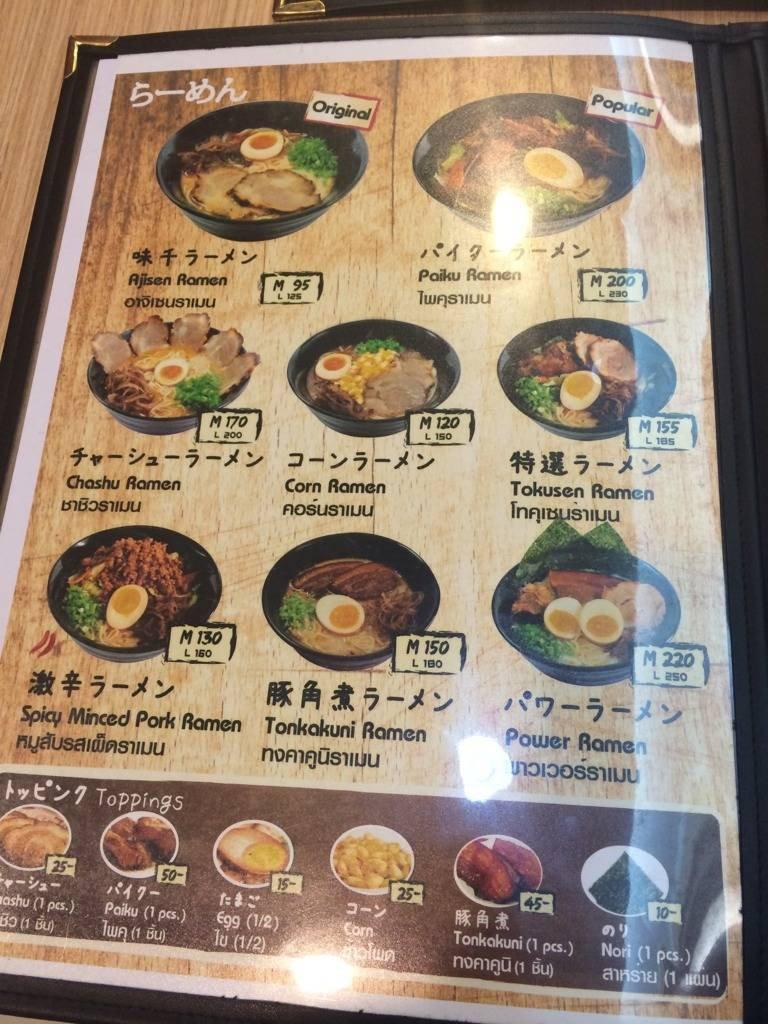 らーめん
Original
Popular
味千ラーメン
Ajisen Ramen
อาจิเซนราเมน
M 95
L 125
パイクーラーメン
Paiku Ramen
ไพคุราเมน
M 200
L 230
M 170
L 200
チャーシューラーメン
Chashu Ramen
ชาชิวราเมน
M 120
L 150
コーンラーメン
Corn Ramen
คอร์นราเมน
M 155
L 185
特選ラーメン
Tokusen Ramen
โทคุเซนราเมน
M 130
L 160
激辛ラーメン
Spicy Minced Pork Ramen
หมูสับรสเผ็ดราเมน
M 150
L 180
豚角煮ラーメン
Tonkakuni Ramen
ทงคาคูนิราเมน
M 220
L 250
パワーラーメン
Power Ramen
พาวเวอร์ราเมน
トッピング Toppings
25-
チャーシュー
Chashu (1 pcs.)
ชิว (1 ชิ้น)
50-
パイクー
Paiku (1 pcs.)
ไพคุ (1 ชิ้น)
15-
たまご
Egg (1/2)
ไข่ (1/2)
25-
コーン
Corn
ข้าวโพด
45-
豚角煮
Tonkakuni (1 pcs.)
ทงคาคูนิ (1 ชิ้น)
10-
のり
Nori (1 pcs.)
สาหร่าย (1 แผ่น)